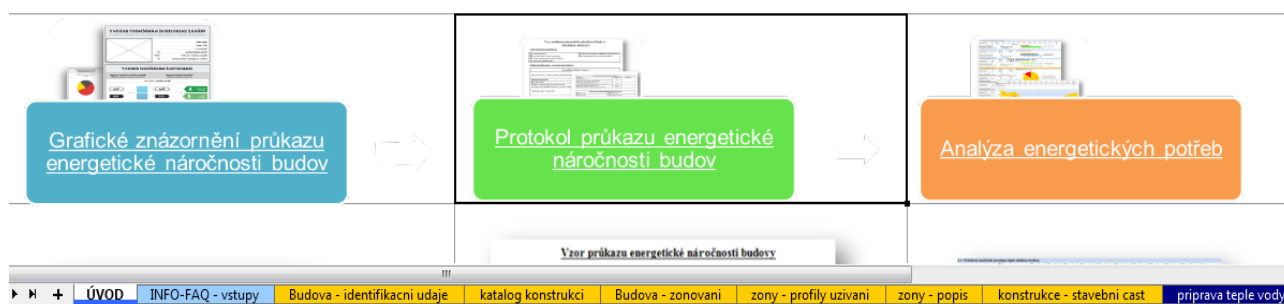 Grafické znázornění průkazu
energetické náročnosti budov
Protokol průkazu energetické
náročnosti budov
Analýza energetických potřeb
Vzor průkazu energetické náročnosti budovy
ÚVOD
INFO-FAQ - vstupy
Budova - identifikacni udaje
katalog konstrukci
Budova - zonovani
zony - profily uzivani
zony - popis
konstrukce - stavebni cast
priprava teple vody